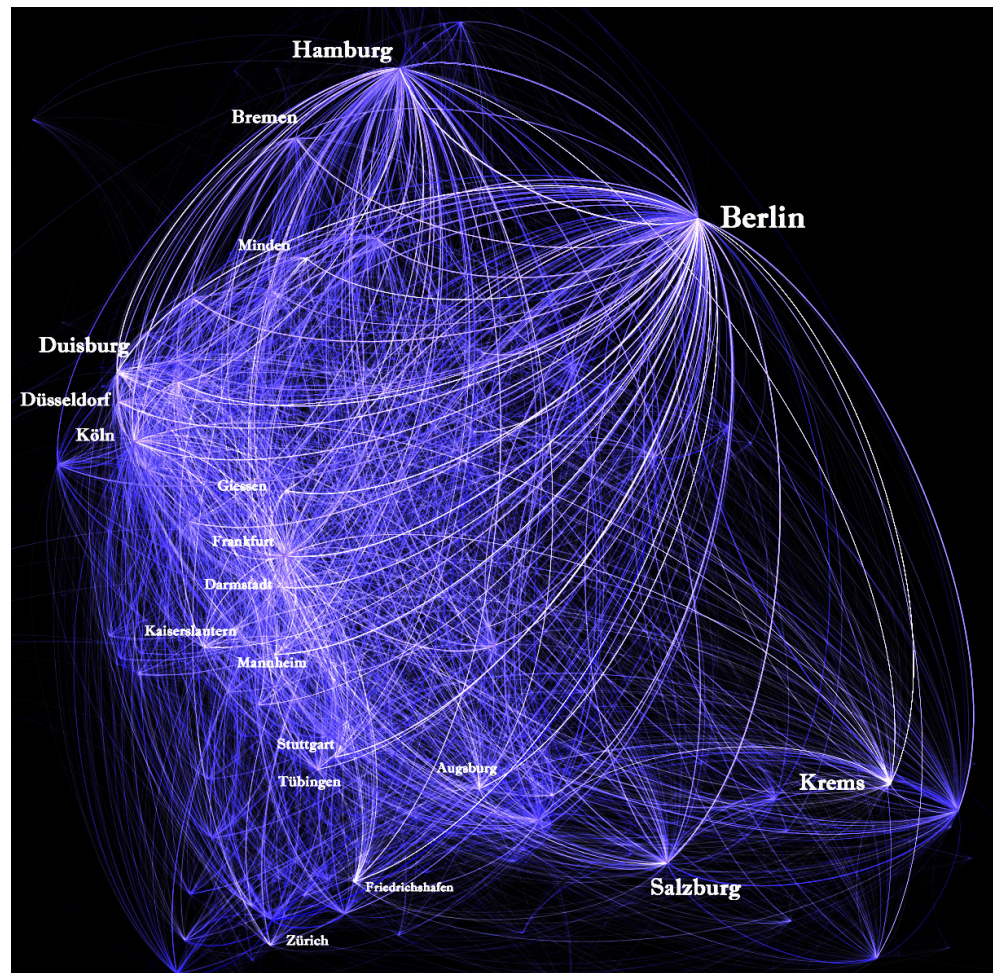 Hamburg
Bremen
Berlin
Minden
Duisburg
Düsseldorf
Köln
Giessen
Frankfurt
Darmstadt
Kaiserslautern
Mannheim
Stuttgart
Augsburg
Tübingen
Krems
Friedrichshafen
Salzburg
Zürich